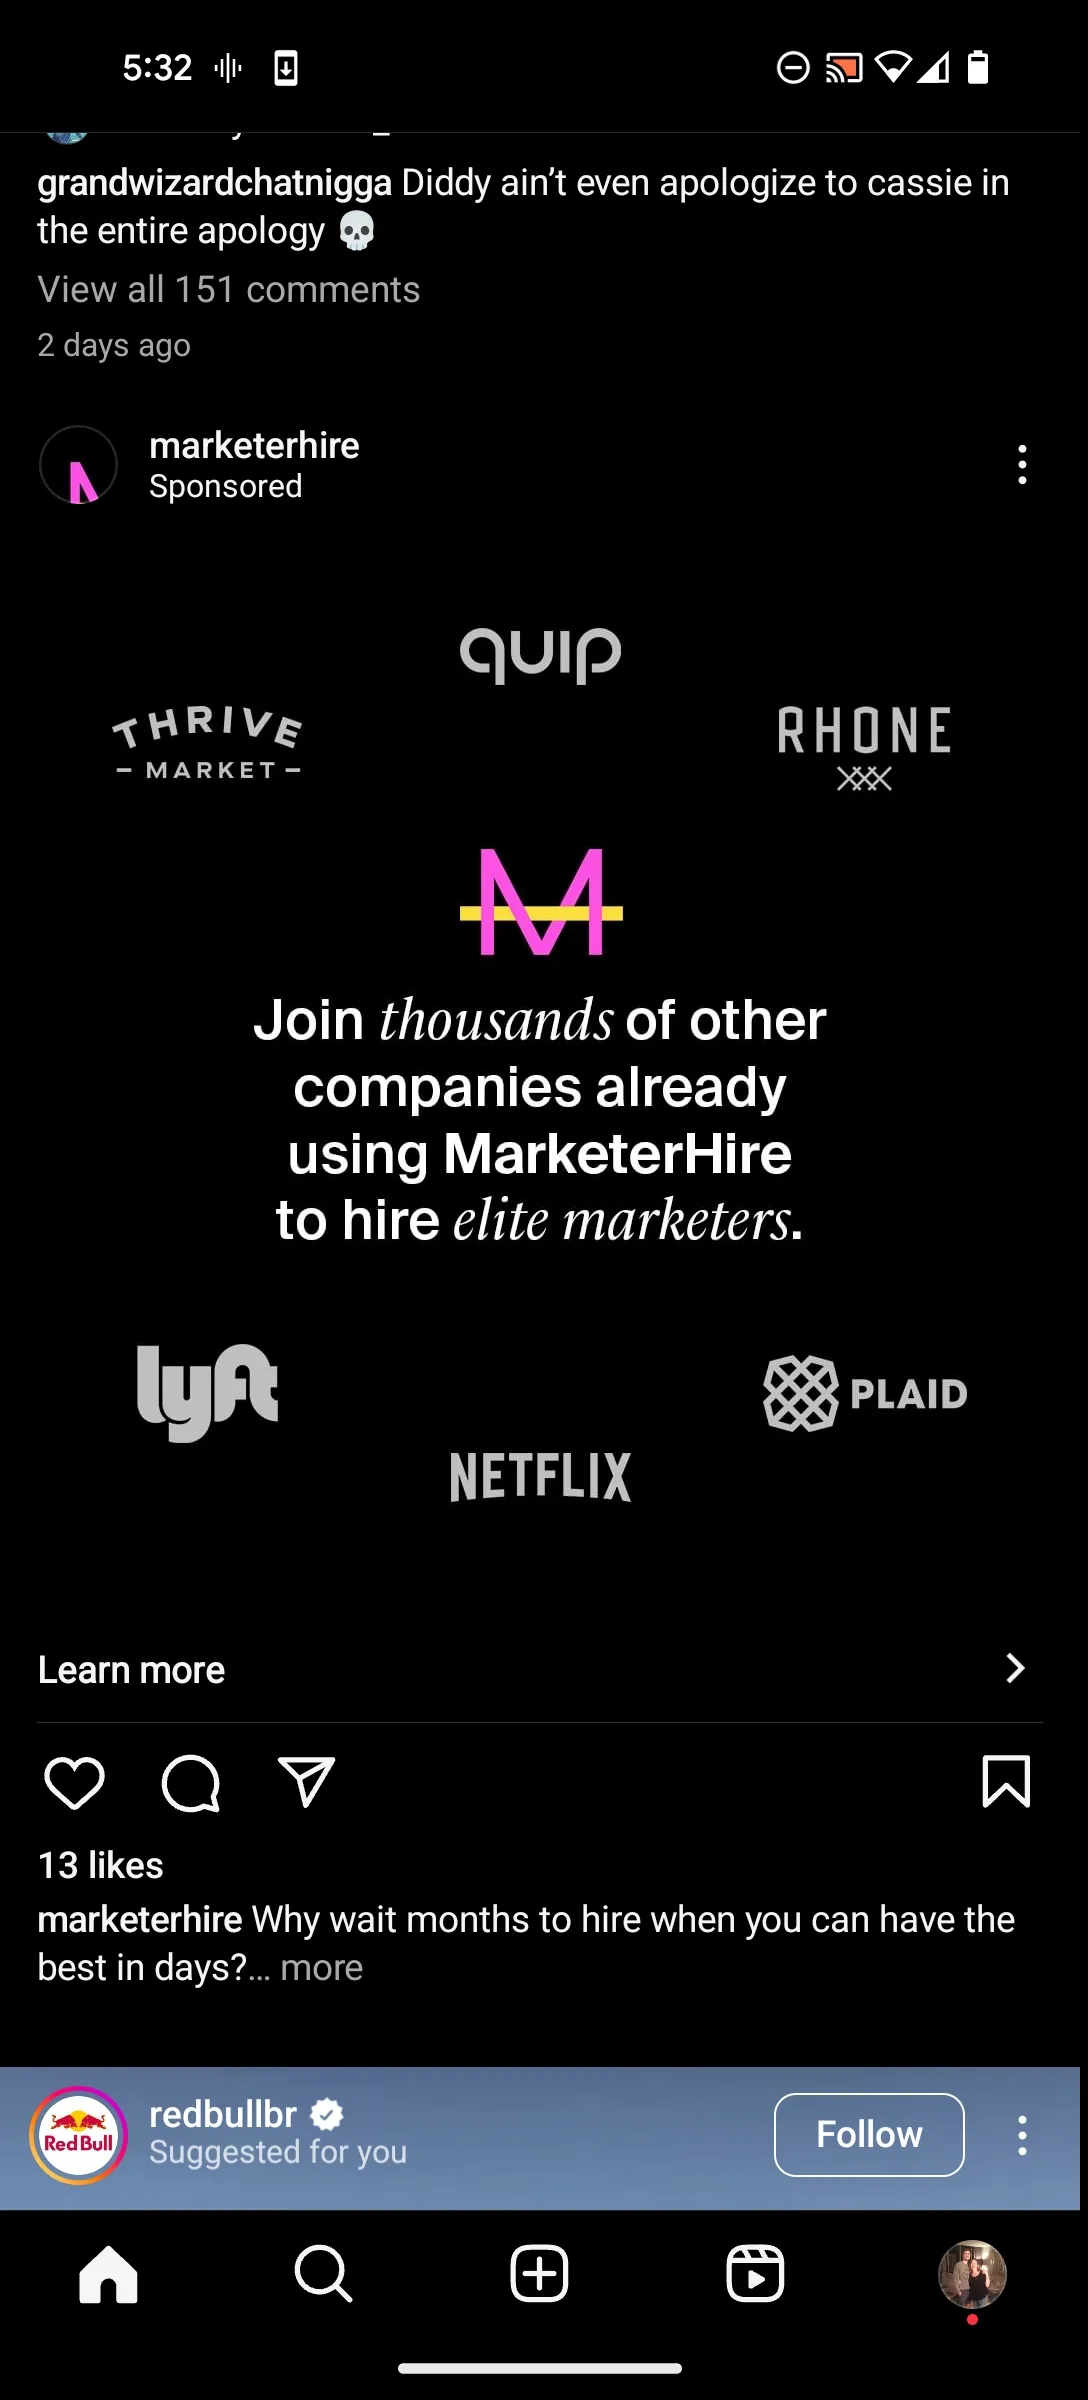 5:32
grandwizardchatnigga Diddy ain't even apologize to cassie in
the entire apology 💀
View all 151 comments
2 days ago
marketerhire
Sponsored
quip
THRIVE
MARKET
RHONE
M
Join thousands of other
companies already
using MarketerHire
to hire elite marketers.
lyft
PLAID
NETFLIX
Learn more
13 likes
marketerhire Why wait months to hire when you can have the
best in days?... more
Red Bull
redbullbr
Suggested for you
Follow